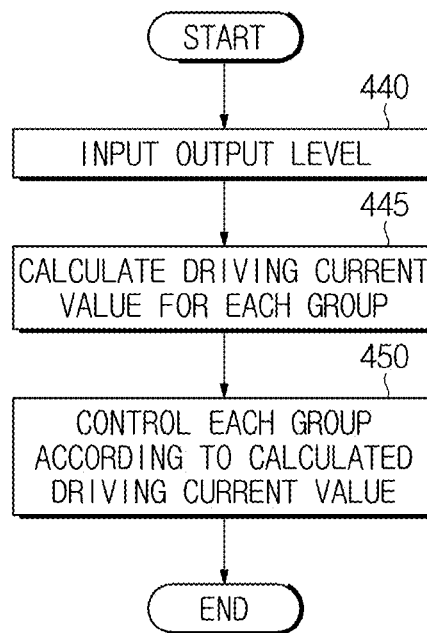 START
440
INPUT OUTPUT LEVEL
445
CALCULATE DRIVING CURRENT
VALUE FOR EACH GROUP
450
CONTROL EACH GROUP
ACCORDING TO CALCULATED
DRIVING CURRENT VALUE
END